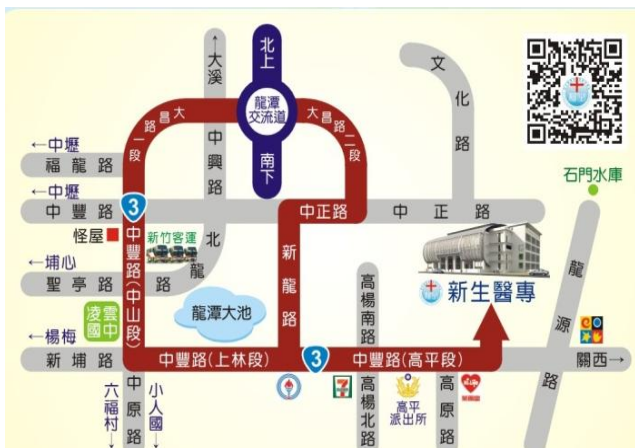 北上
龍潭
交流道
南下
←大溪
中興路
大昌路一段
大昌路二段
文化路
←中壢
福龍路
←中壢
中豐路
3
中正路
中正路
石門水庫
怪屋
新竹客運
中豐路(中山段)
北龍路
←埔心
聖亭路
凌雲
國中
龍潭大池
新龍路
高楊南路
新生醫專
龍源路
←楊梅
新埔路
中豐路(上林段)
3
中豐路(高平段)
關西→
六福村→
中原路
小人國→
7
ELEVEN
高楊北路
高平
派出所
高原路